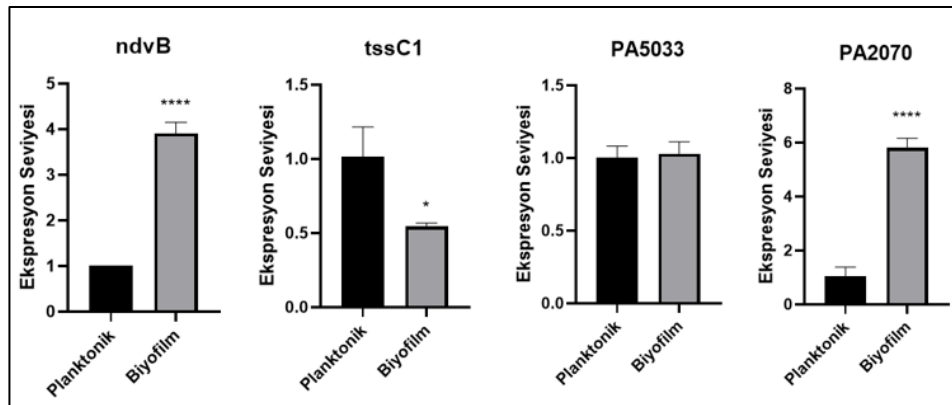 ndvB
Ekspresyon Seviyesi
5
4
3
2
1
0
****
Planktonik
Biyofilm
tssC1
Ekspresyon Seviyesi
1.5
1.0
0.5
0.0
*
Planktonik
Biyofilm
PA5033
Ekspresyon Seviyesi
1.5
1.0
0.5
0.0
Planktonik
Biyofilm
PA2070
Ekspresyon Seviyesi
8
6
4
2
0
****
Planktonik
Biyofilm